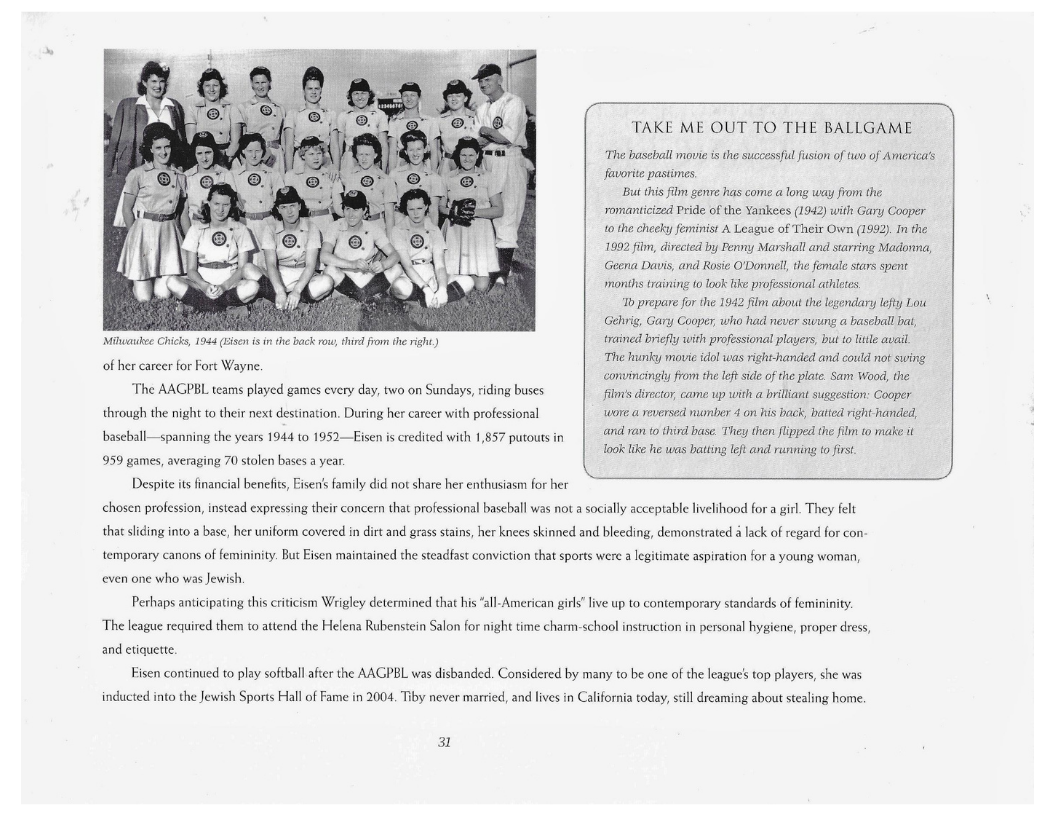 Milwaukee Chicks, 1944 (Eisen is in the back row, third from the right.)
of her career for Fort Wayne.
The AAGPBL teams played games every day, two on Sundays, riding buses
through the night to their next destination. During her career with professional
baseball—spanning the years 1944 to 1952—Eisen is credited with 1,857 putouts in
959 games, averaging 70 stolen bases a year.
Despite its financial benefits, Eisen's family did not share her enthusiasm for her
chosen profession, instead expressing their concern that professional baseball was not a socially acceptable livelihood for a girl. They felt
that sliding into a base, her uniform covered in dirt and grass stains, her knees skinned and bleeding, demonstrated a lack of regard for con-
temporary canons of femininity. But Eisen maintained the steadfast conviction that sports were a legitimate aspiration for a young woman,
even one who was Jewish.
Perhaps anticipating this criticism Wrigley determined that his "all-American girls" live up to contemporary standards of femininity.
The league required them to attend the Helena Rubenstein Salon for night time charm-school instruction in personal hygiene, proper dress,
and etiquette.
Eisen continued to play softball after the AAGPBL was disbanded. Considered by many to be one of the league's top players, she was
inducted into the Jewish Sports Hall of Fame in 2004. Tiby never married, and lives in California today, still dreaming about stealing home.
TAKE ME OUT TO THE BALLGAME
The baseball movie is the successful fusion of two of America's
favorite pastimes.
But this film genre has come a long way from the
romanticized Pride of the Yankees (1942) with Gary Cooper
to the cheeky feminist A League of Their Own (1992). In the
1992 film, directed by Penny Marshall and starring Madonna,
Geena Davis, and Rosie O'Donnell, the female stars spent
months training to look like professional athletes.
To prepare for the 1942 film about the legendary lefty Lou
Gehrig, Gary Cooper, who had never swung a baseball bat,
trained briefly with professional players, but to little avail.
The hunky movie idol was right-handed and could not swing
convincingly from the left side of the plate. Sam Wood, the
film's director, came up with a brilliant suggestion: Cooper
wore a reversed number 4 on his back, batted right-handed,
and ran to third base. They then flipped the film to make it
look like he was batting left and running to first.
31